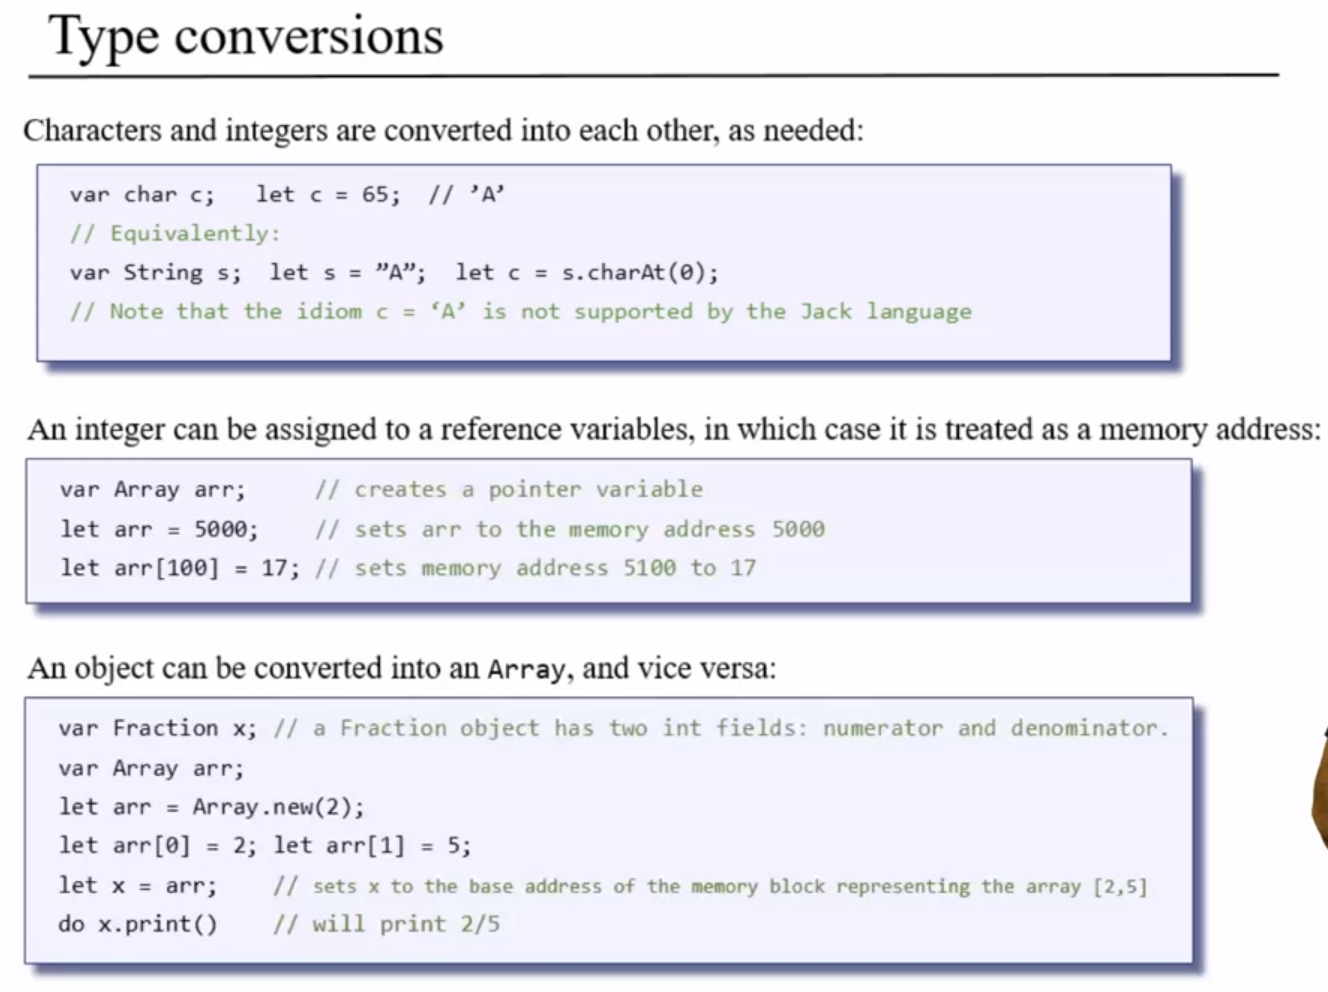 Type conversions
Characters and integers are converted into each other, as needed:
var char c;   let c = 65;  // ’A’
// Equivalently:
var String s;  let s = ”A”;  let c = s.charAt(0);
// Note that the idiom c = ‘A’ is not supported by the Jack language
An integer can be assigned to a reference variables, in which case it is treated as a memory address:
var Array arr;     // creates a pointer variable
let arr = 5000;    // sets arr to the memory address 5000
let arr[100] = 17; // sets memory address 5100 to 17
An object can be converted into an Array, and vice versa:
var Fraction x; // a Fraction object has two int fields: numerator and denominator.
var Array arr;
let arr = Array.new(2);
let arr[0] = 2; let arr[1] = 5;
let x = arr;    // sets x to the base address of the memory block representing the array [2,5]
do x.print()    // will print 2/5